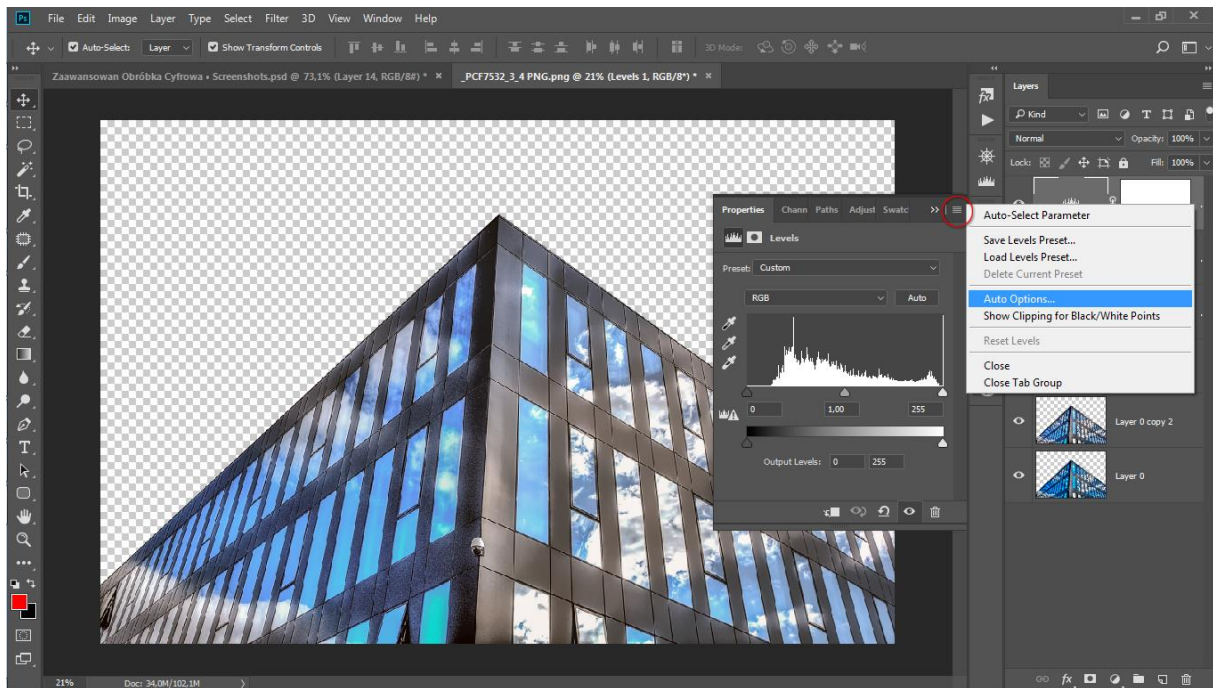 Ps File Edit Image Layer Type Select Filter 3D View Window Help
Auto-Select: Layer Show Transform Controls 3D Mode:
Zaawansowan Obróbka Cyfrowa • Screenshots.psd @ 73,1% (Layer 14, RGB/8#) * × _PCF7532_3_4 PNG.png @ 21% (Levels 1, RGB/8*) * ×
Layers
Kind
Normal Opacity: 100%
Lock: Fill: 100%
Properties Chann Paths Adjust Swatc
Levels
Preset: Custom
RGB Auto
0 1,00 255
Output Levels: 0 255
Auto-Select Parameter
Save Levels Preset...
Load Levels Preset...
Delete Current Preset
Auto Options...
Show Clipping for Black/White Points
Reset Levels
Close
Close Tab Group
Layer 0 copy 2
Layer 0
21% Doc: 34,0M/102,1M
fx